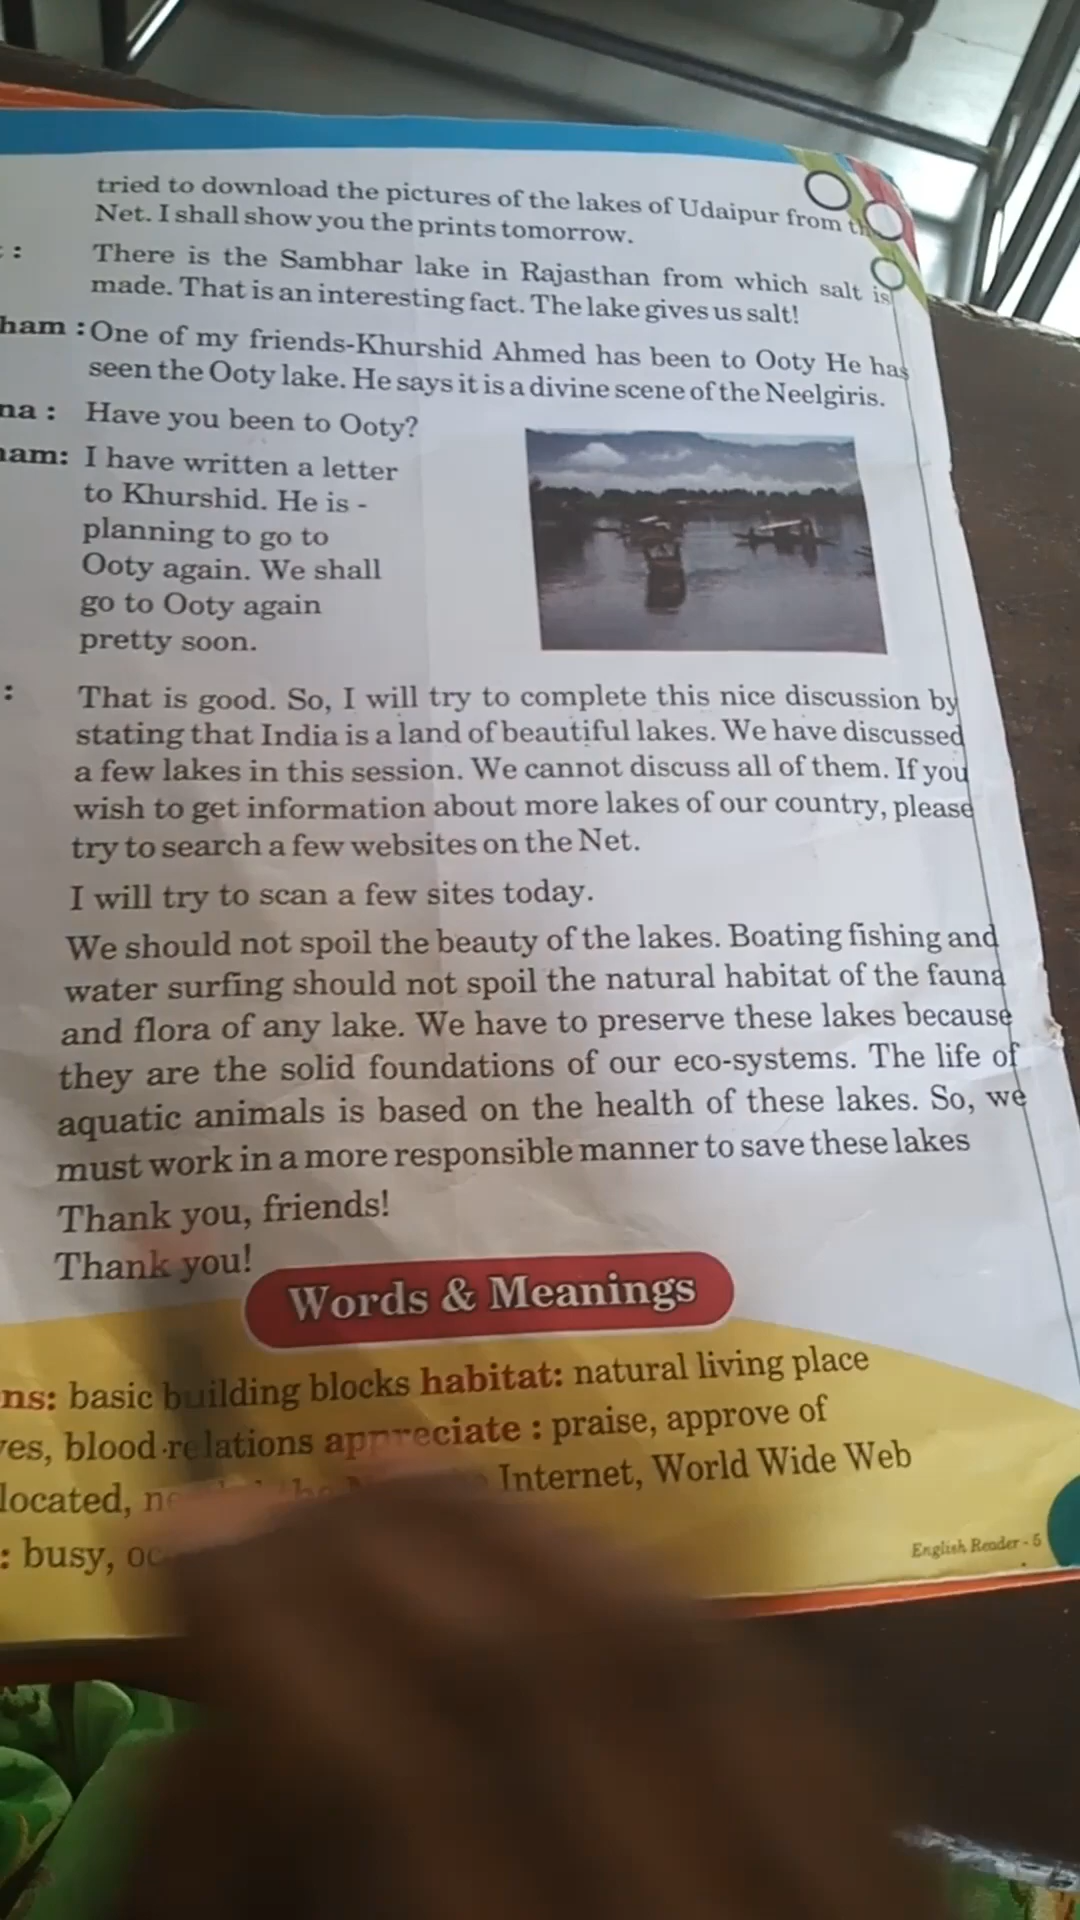 tried to download the pictures of the lakes of Udaipur from
Net. I shall show you the prints tomorrow.
: There is the Sambhar lake in Rajasthan from which salt is
made. That is an interesting fact. The lake gives us salt!
ham : One of my friends-Khurshid Ahmed has been to Ooty He has
seen the Ooty lake. He says it is a divine scene of the Neelgiris.
na : Have you been to Ooty?
ham: I have written a letter
to Khurshid. He is -
planning to go to
Ooty again. We shall
go to Ooty again
pretty soon.
: That is good. So, I will try to complete this nice discussion by
stating that India is a land of beautiful lakes. We have discussed
a few lakes in this session. We cannot discuss all of them. If you
wish to get information about more lakes of our country, please
try to search a few websites on the Net.
I will try to scan a few sites today.
We should not spoil the beauty of the lakes. Boating fishing and
water surfing should not spoil the natural habitat of the fauna
and flora of any lake. We have to preserve these lakes because
they are the solid foundations of our eco-systems. The life of
aquatic animals is based on the health of these lakes. So, we
must work in a more responsible manner to save these lakes
Thank you, friends!
Thank you!
Words & Meanings
ns: basic building blocks habitat: natural living place
es, blood relations appreciate : praise, approve of
located, Internet, World Wide Web
: busy,
English Reader - 5